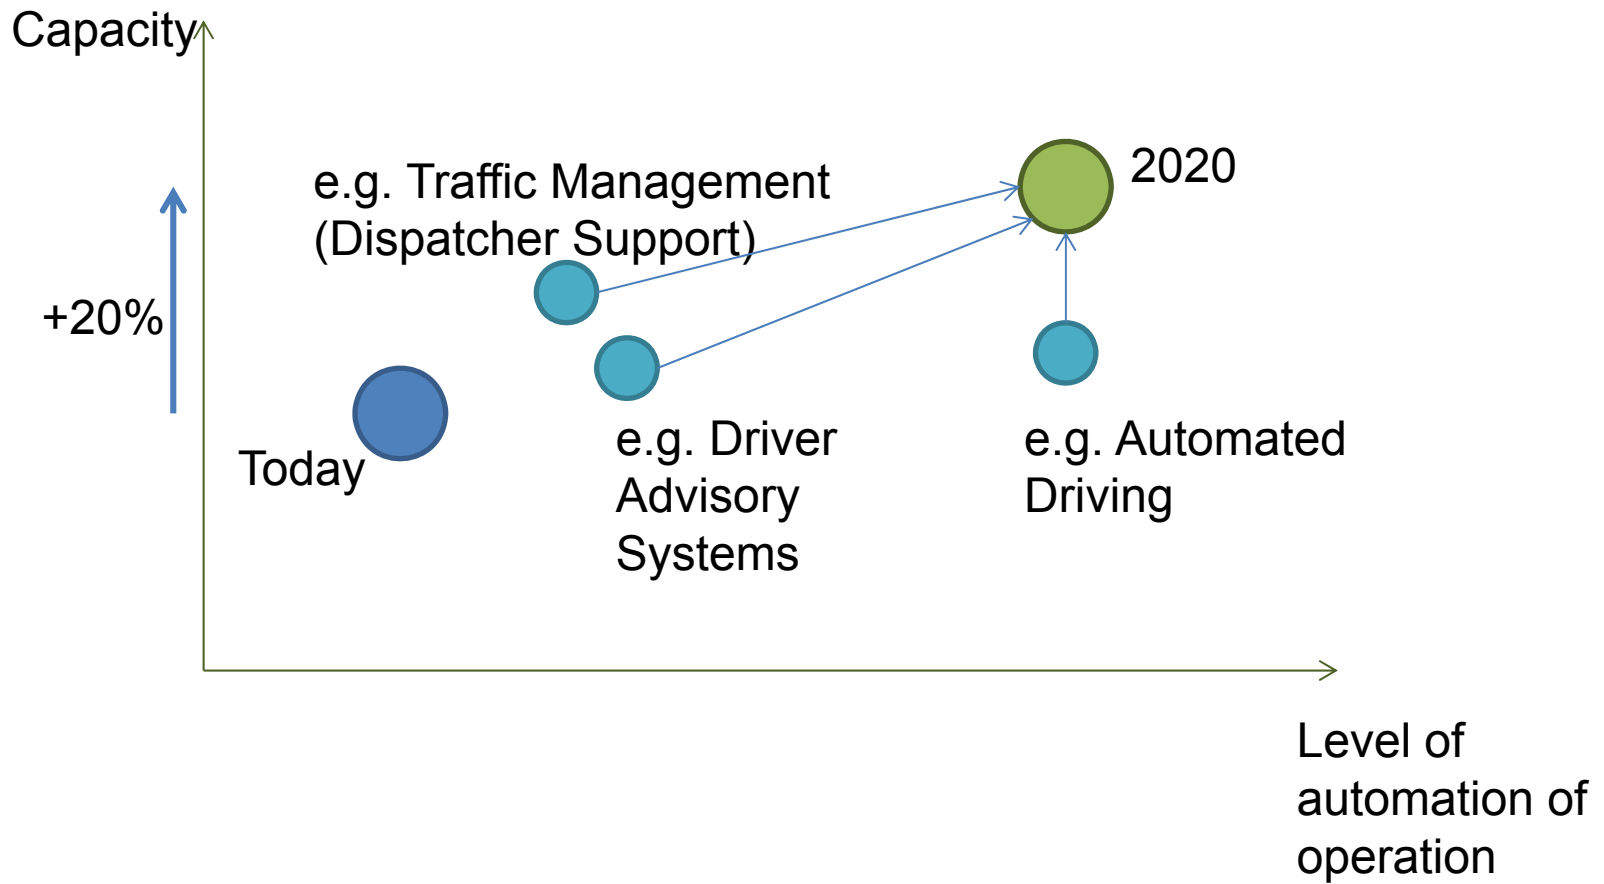 Capacity
e.g. Traffic Management
(Dispatcher Support)
2020
+20%
Today
e.g. Driver
Advisory
Systems
e.g. Automated
Driving
Level of
automation of
operation